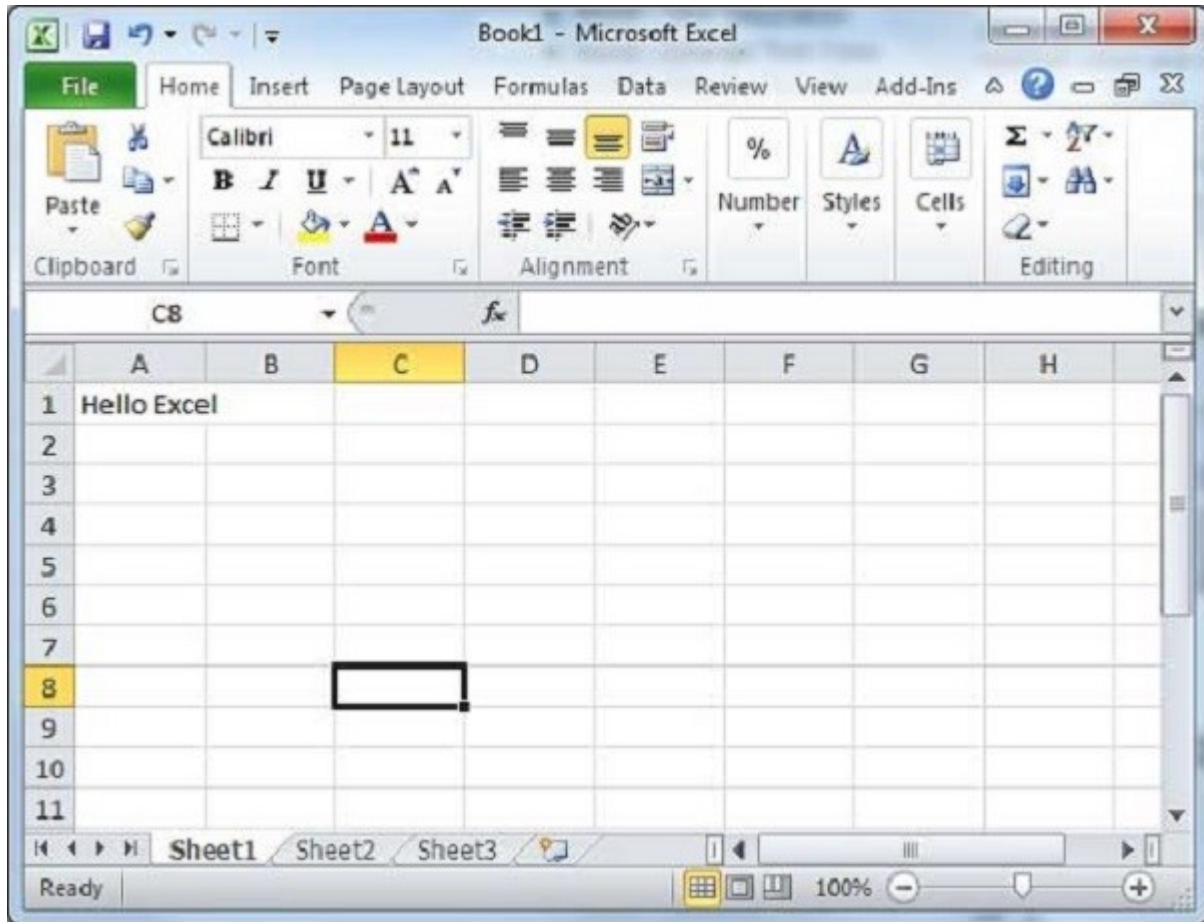 Book1 - Microsoft Excel
File Home Insert Page Layout Formulas Data Review View Add-Ins
Calibri 11
B I U A A
Paste
A
% Number
Styles
Cells
Σ
Clipboard Font Alignment Editing
C8 fx
A B C D E F G H
1 Hello Excel
2
3
4
5
6
7
8
9
10
11
Sheet1 Sheet2 Sheet3
Ready 100%